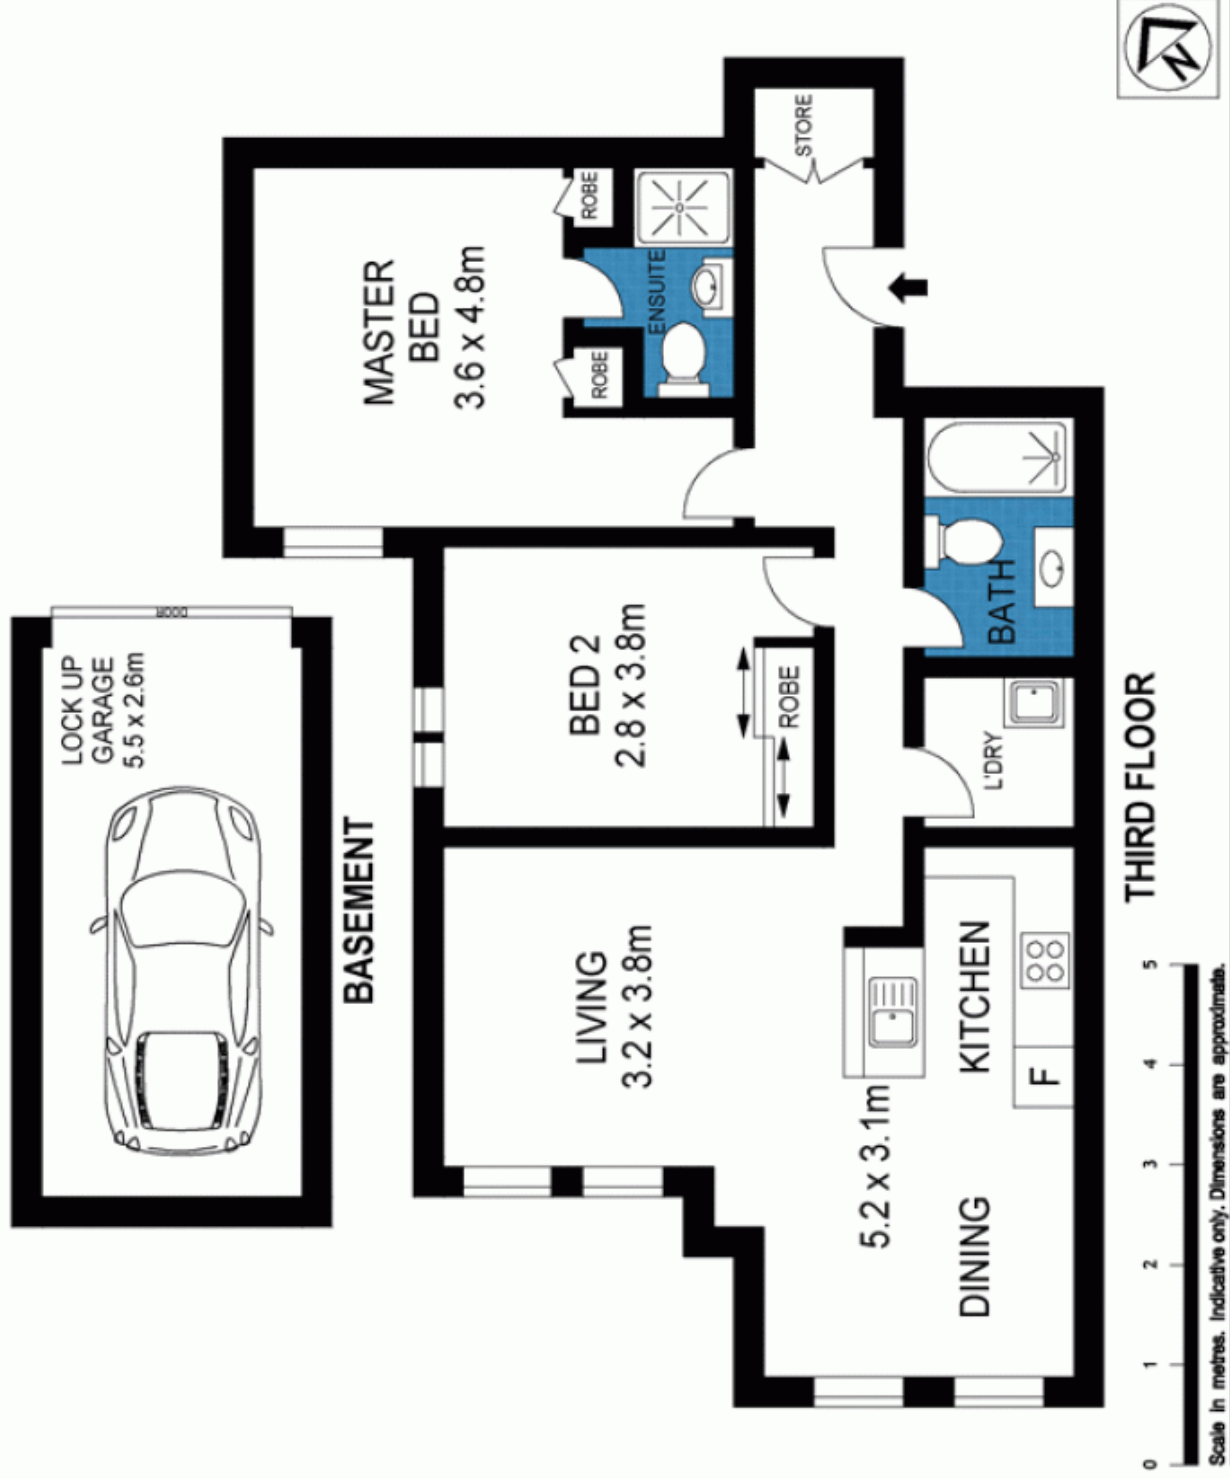 LOCK UP
GARAGE
5.5 x 2.6m
DOOR
BASEMENT
MASTER
BED
3.6 x 4.8m
ROBE
ROBE
ENSUITE
STORE
BED 2
2.8 x 3.8m
ROBE
BATH
L'DRY
LIVING
3.2 x 3.8m
KITCHEN
F
5.2 x 3.1m
DINING
THIRD FLOOR
N
0 1 2 3 4 5
Scale in metres. Indicative only. Dimensions are approximate.